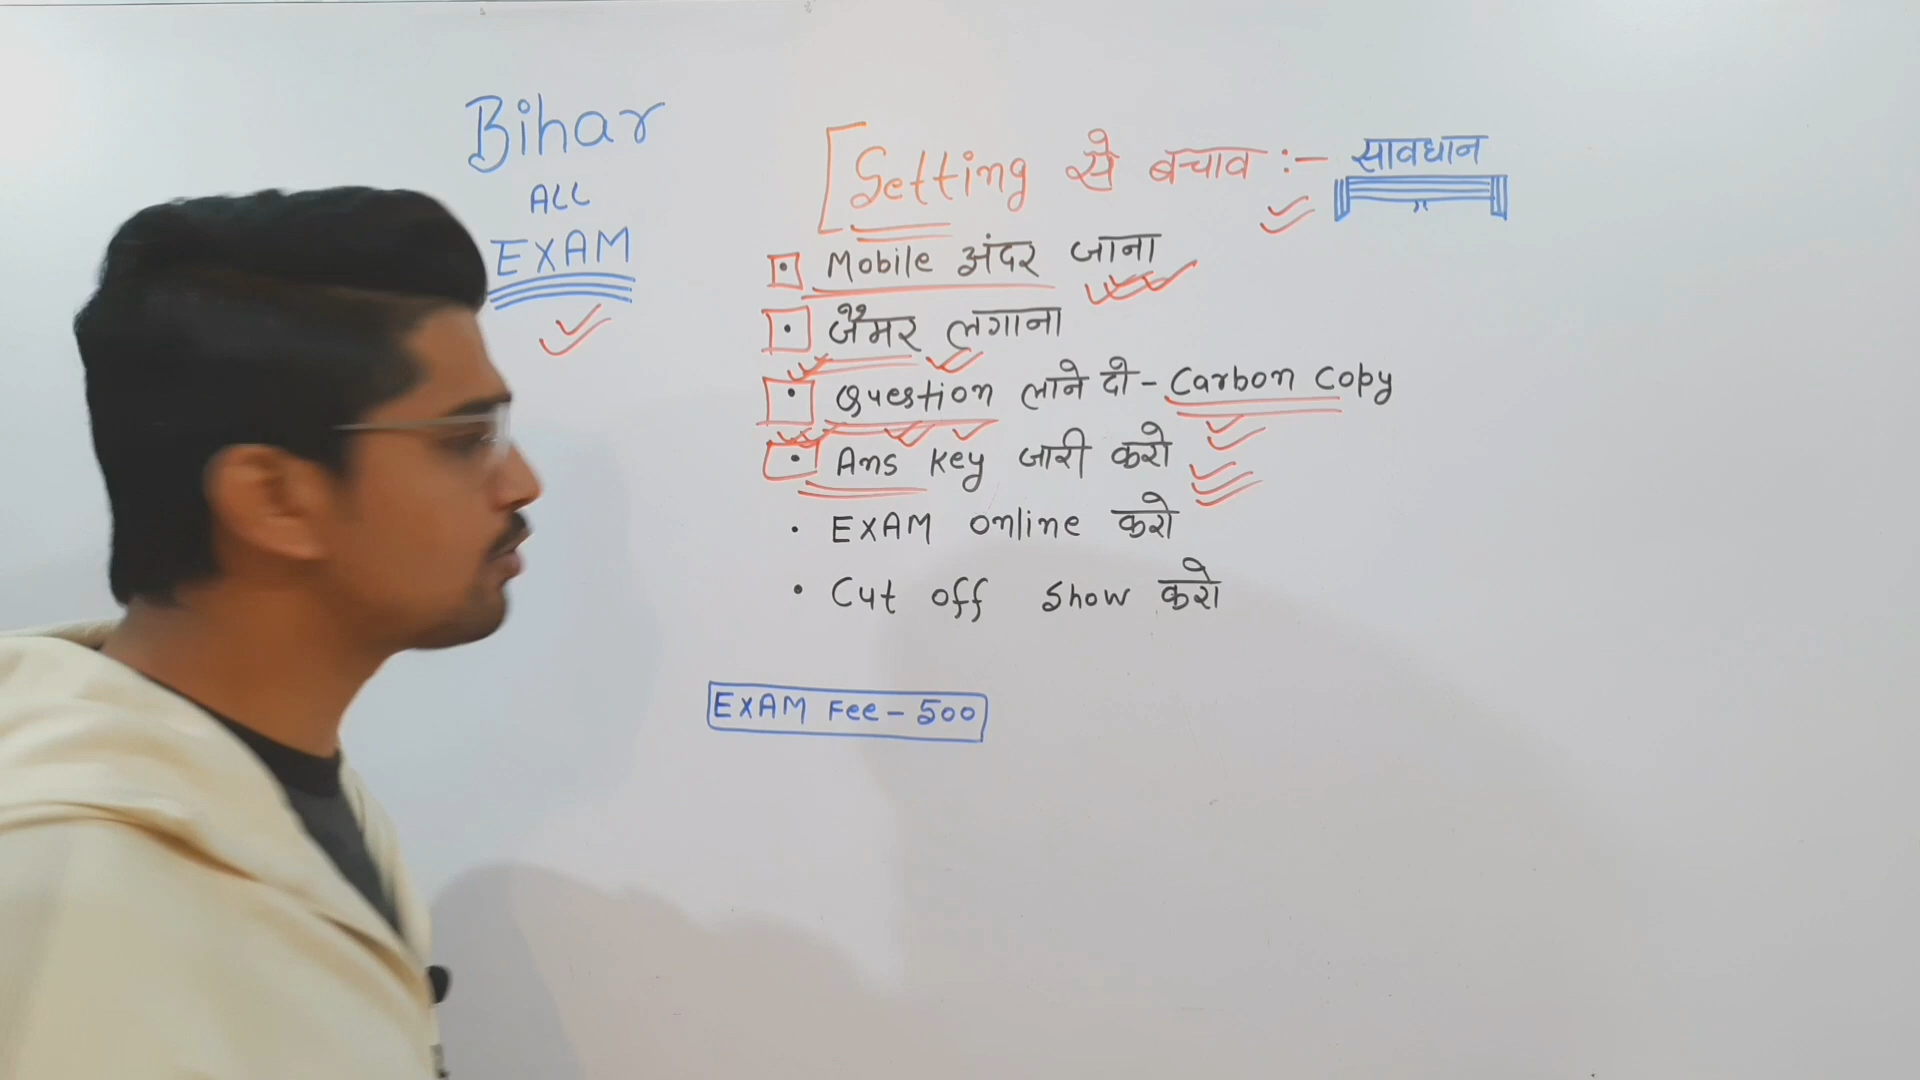 Bihar
ALL
EXAM
[Setting से बचाव :- सावधान
• Mobile अंदर जाना
• जैमर लगाना
• Question लाने दो - Carbon Copy
• Ans key जारी करो
• EXAM online करो
• Cut off show करो
EXAM Fee - 500